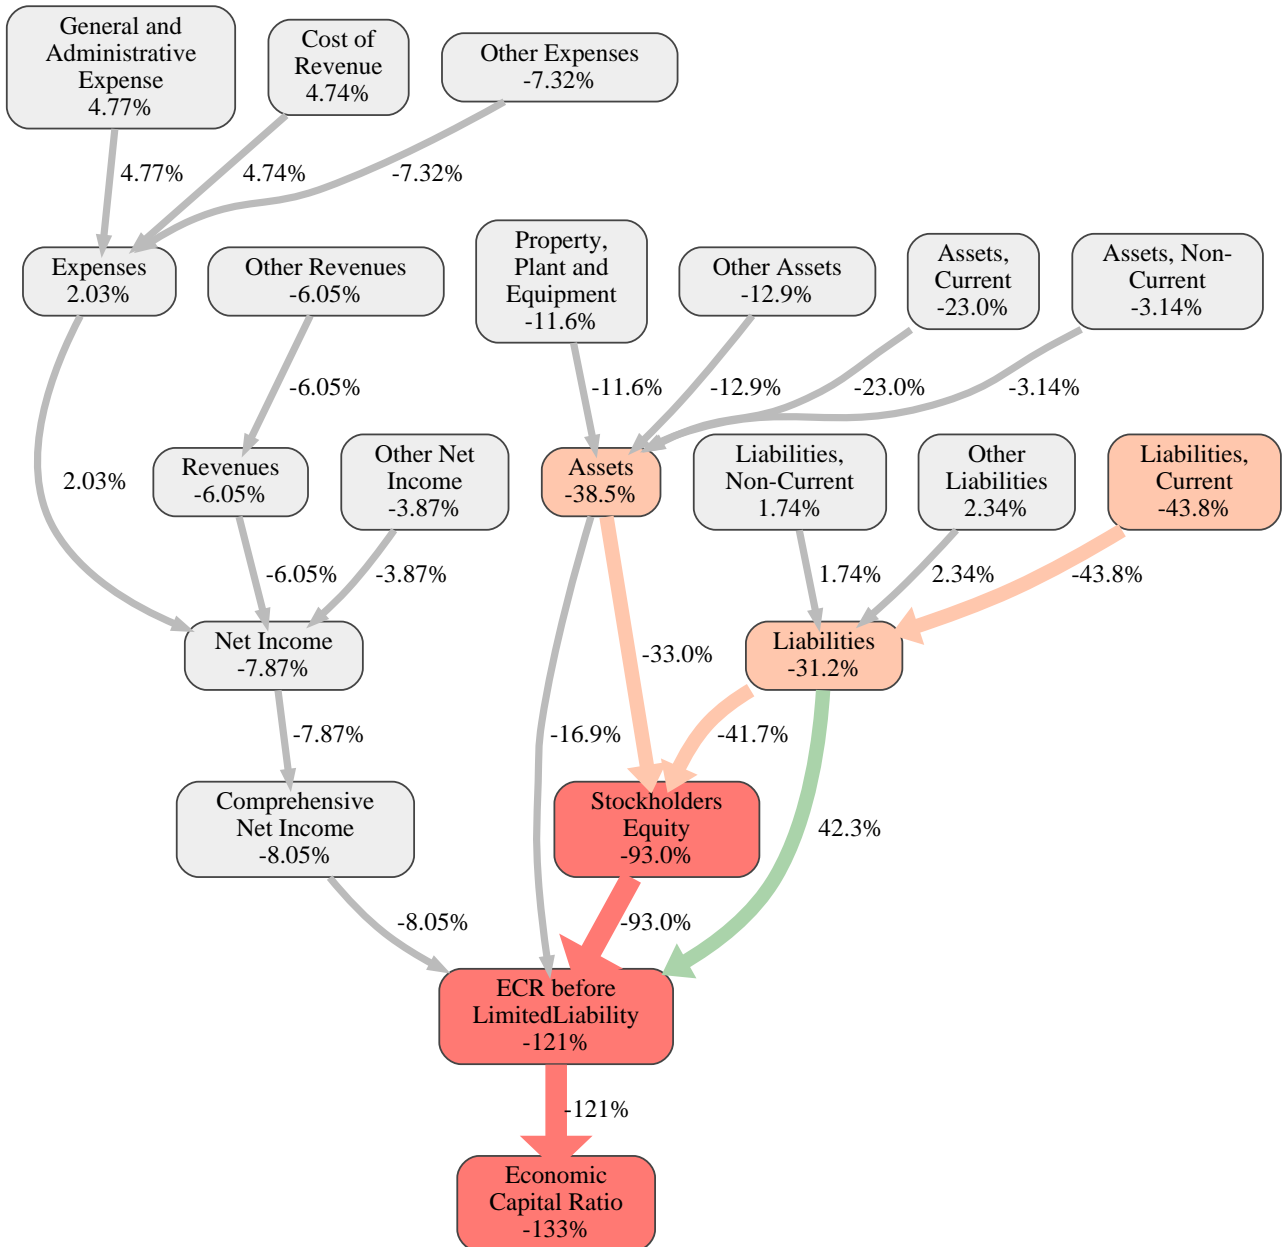 General and
Administrative
Expense
4.77%
Cost of
Revenue
4.74%
Other Expenses
-7.32%
4.77%
4.74%
-7.32%
Expenses
2.03%
Other Revenues
-6.05%
Property,
Plant and
Equipment
-11.6%
Other Assets
-12.9%
Assets,
Current
-23.0%
Assets, Non-
Current
-3.14%
-6.05%
-11.6%
-12.9%
-23.0%
-3.14%
2.03%
Revenues
-6.05%
Other Net
Income
-3.87%
Assets
-38.5%
Liabilities,
Non-Current
1.74%
Other
Liabilities
2.34%
Liabilities,
Current
-43.8%
-6.05%
-3.87%
1.74%
2.34%
-43.8%
Net Income
-7.87%
-33.0%
Liabilities
-31.2%
-7.87%
-16.9%
-41.7%
Comprehensive
Net Income
-8.05%
Stockholders
Equity
-93.0%
42.3%
-8.05%
-93.0%
ECR before
LimitedLiability
-121%
-121%
Economic
Capital Ratio
-133%